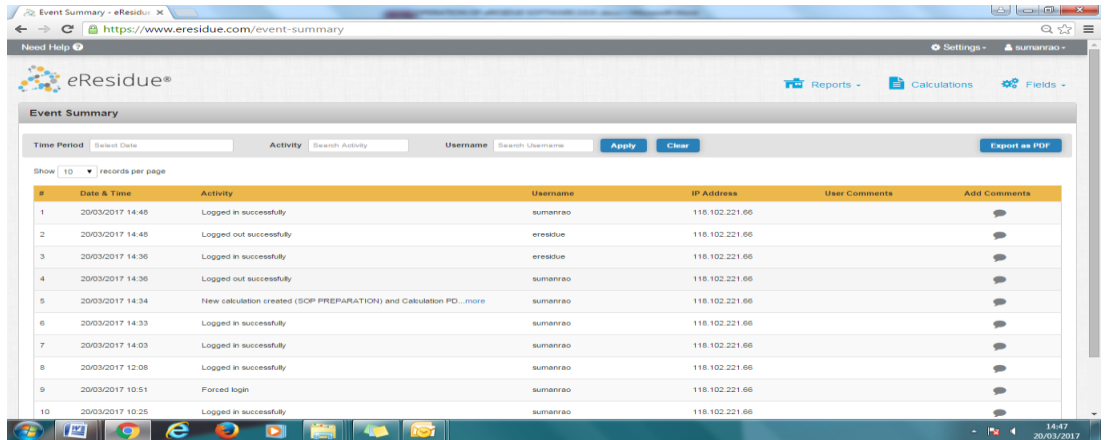 Event Summary - eResidue
https://www.eresidue.com/event-summary
Need Help ? Settings sumanrao
eResidue® Reports Calculations Fields
Event Summary
Time Period Select Date Activity Search Activity Username Search Username Apply Clear Export as PDF
Show 10 records per page
# Date & Time Activity Username IP Address User Comments Add Comments
1 20/03/2017 14:48 Logged in successfully sumanrao 118.102.221.66
2 20/03/2017 14:48 Logged out successfully eresidue 118.102.221.66
3 20/03/2017 14:36 Logged in successfully eresidue 118.102.221.66
4 20/03/2017 14:36 Logged out successfully sumanrao 118.102.221.66
5 20/03/2017 14:34 New calculation created (SOP PREPARATION) and Calculation PD...more sumanrao 118.102.221.66
6 20/03/2017 14:33 Logged in successfully sumanrao 118.102.221.66
7 20/03/2017 14:03 Logged in successfully sumanrao 118.102.221.66
8 20/03/2017 12:08 Logged in successfully sumanrao 118.102.221.66
9 20/03/2017 10:51 Forced login sumanrao 118.102.221.66
10 20/03/2017 10:25 Logged in successfully sumanrao 118.102.221.66
14:47
20/03/2017